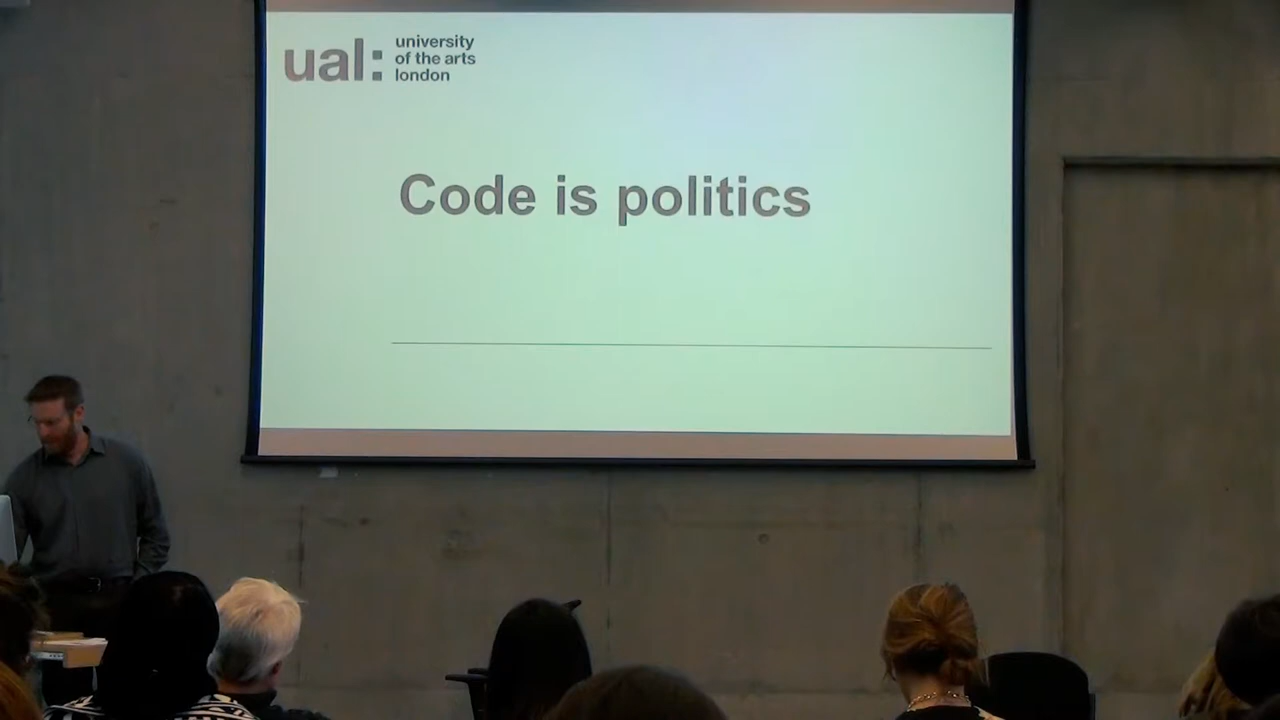 ual:
university
of the arts
london
Code is politics